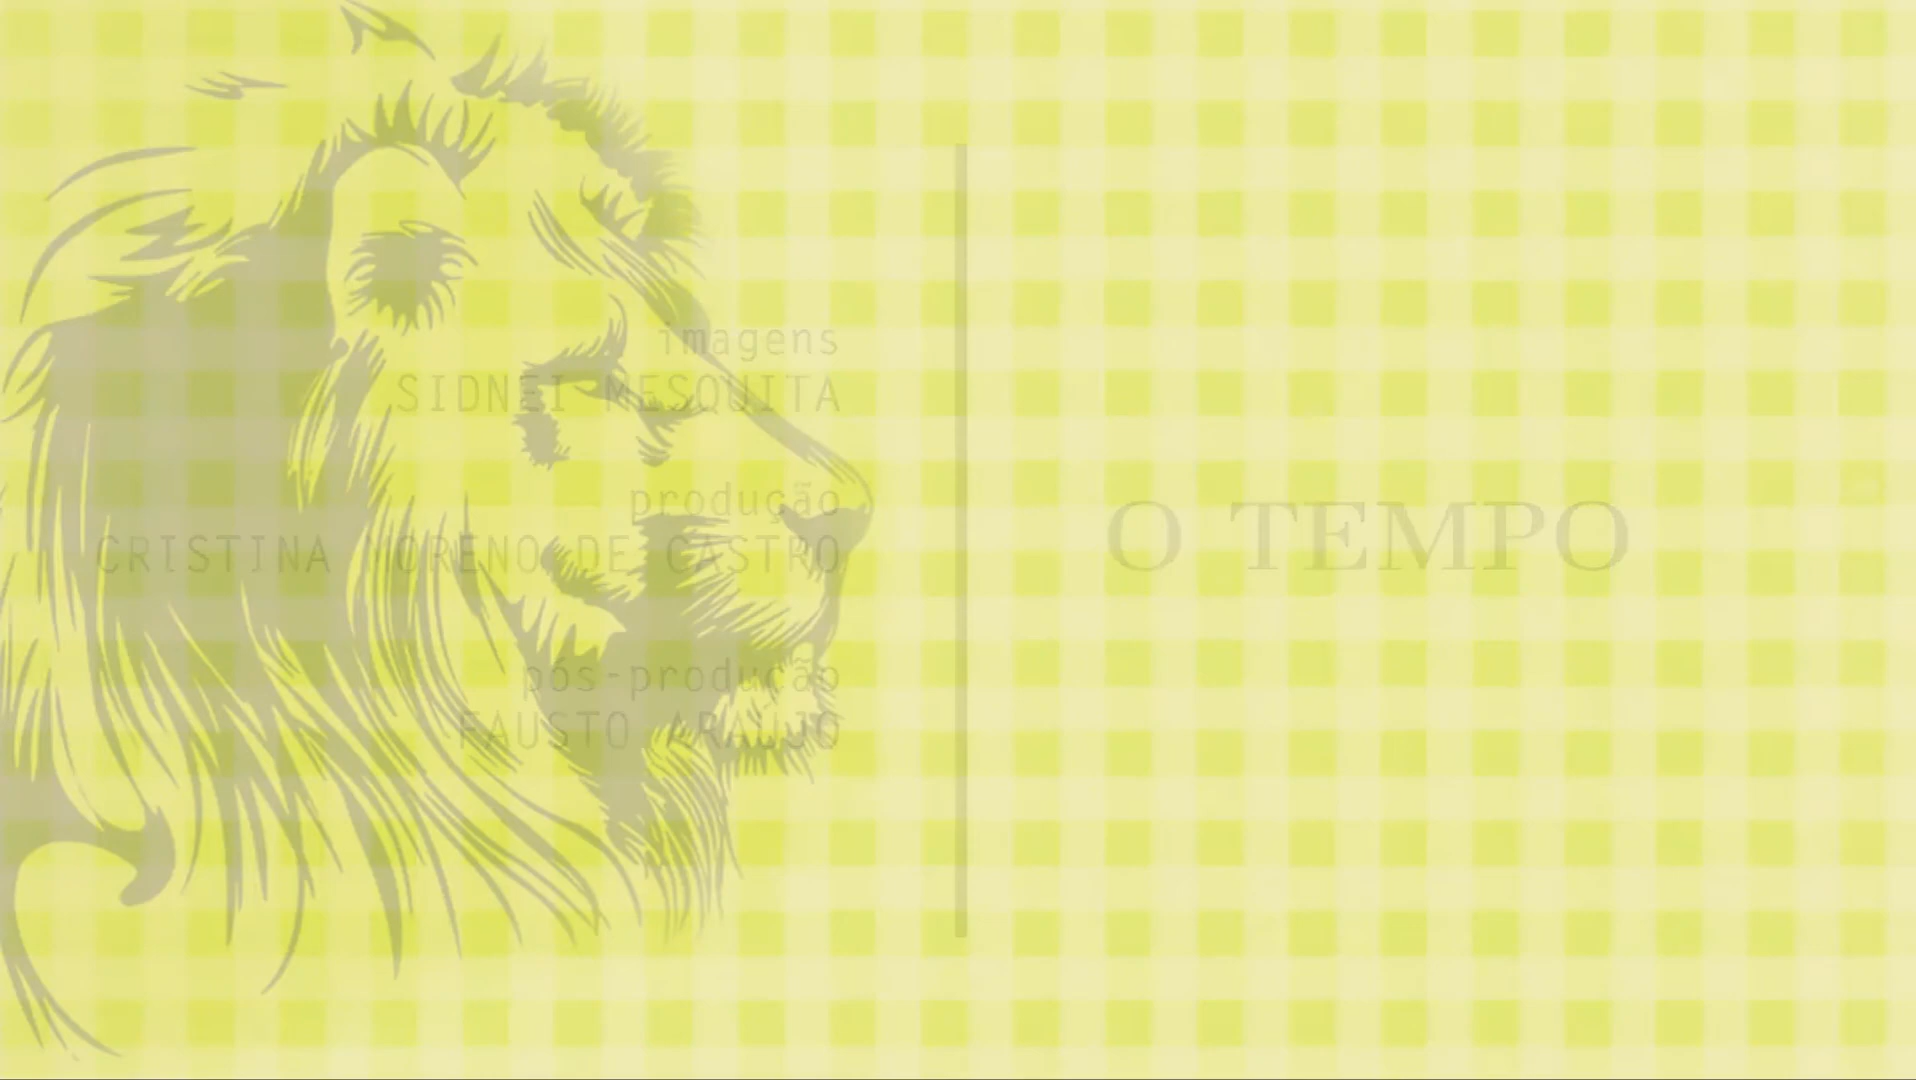 imagens
SIDNEI MESQUITA
produção
CRISTINA MORENO DE CASTRO
pós-produção
FAUSTO ARAUJO
O TEMPO